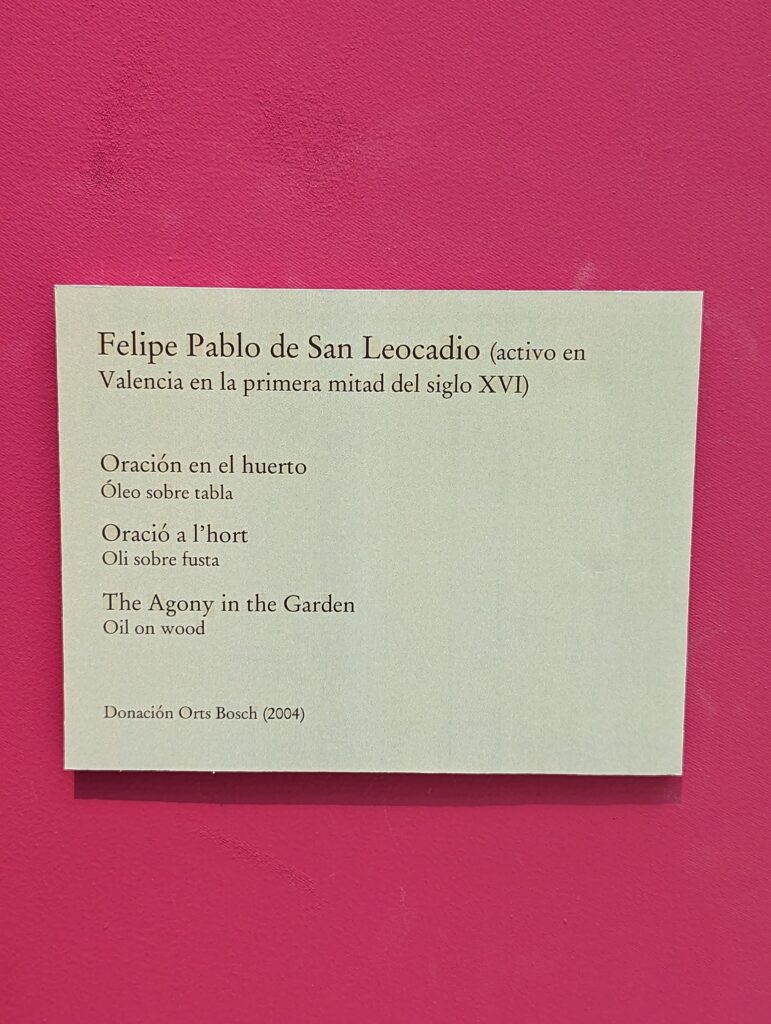 Felipe Pablo de San Leocadio (activo en
Valencia en la primera mitad del siglo XVI)
Oración en el huerto
Óleo sobre tabla
Oració a l’hort
Oli sobre fusta
The Agony in the Garden
Oil on wood
Donación Orts Bosch (2004)